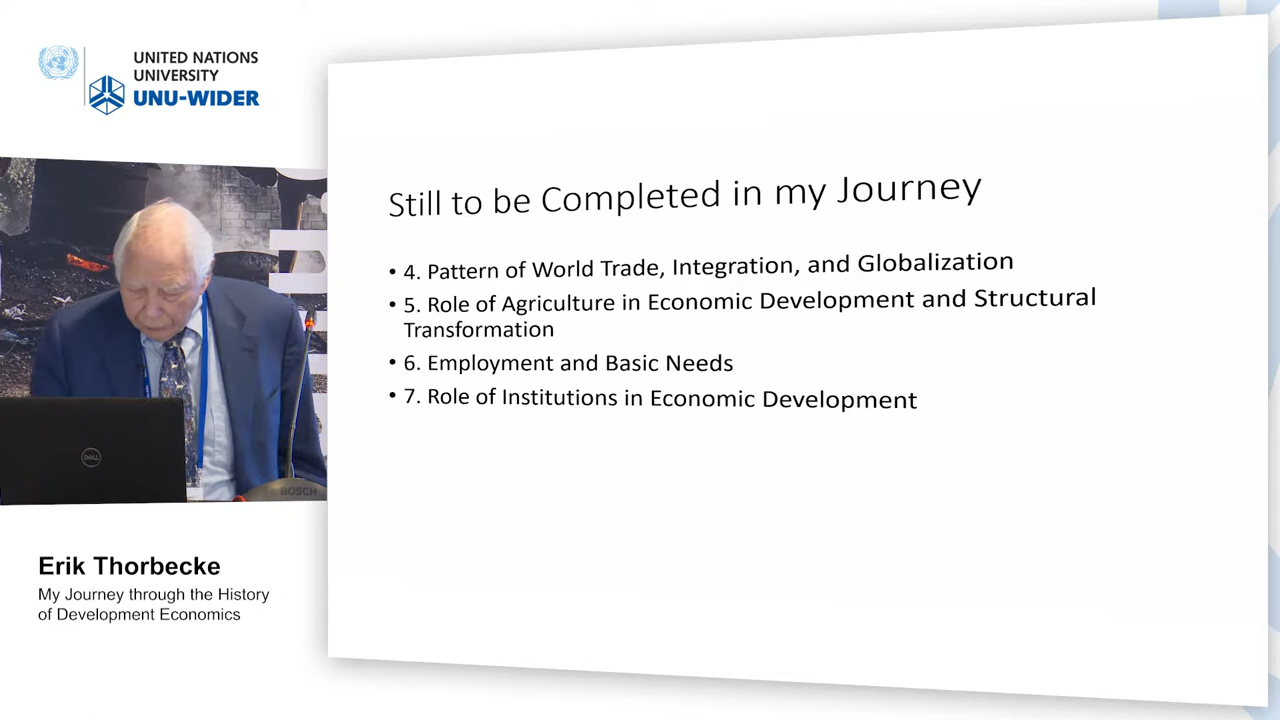 UNITED NATIONS
UNIVERSITY
UNU-WIDER
Still to be Completed in my Journey
• 4. Pattern of World Trade, Integration, and Globalization
• 5. Role of Agriculture in Economic Development and Structural
Transformation
• 6. Employment and Basic Needs
• 7. Role of Institutions in Economic Development
DELL
BOSCH
Erik Thorbecke
My Journey through the History
of Development Economics